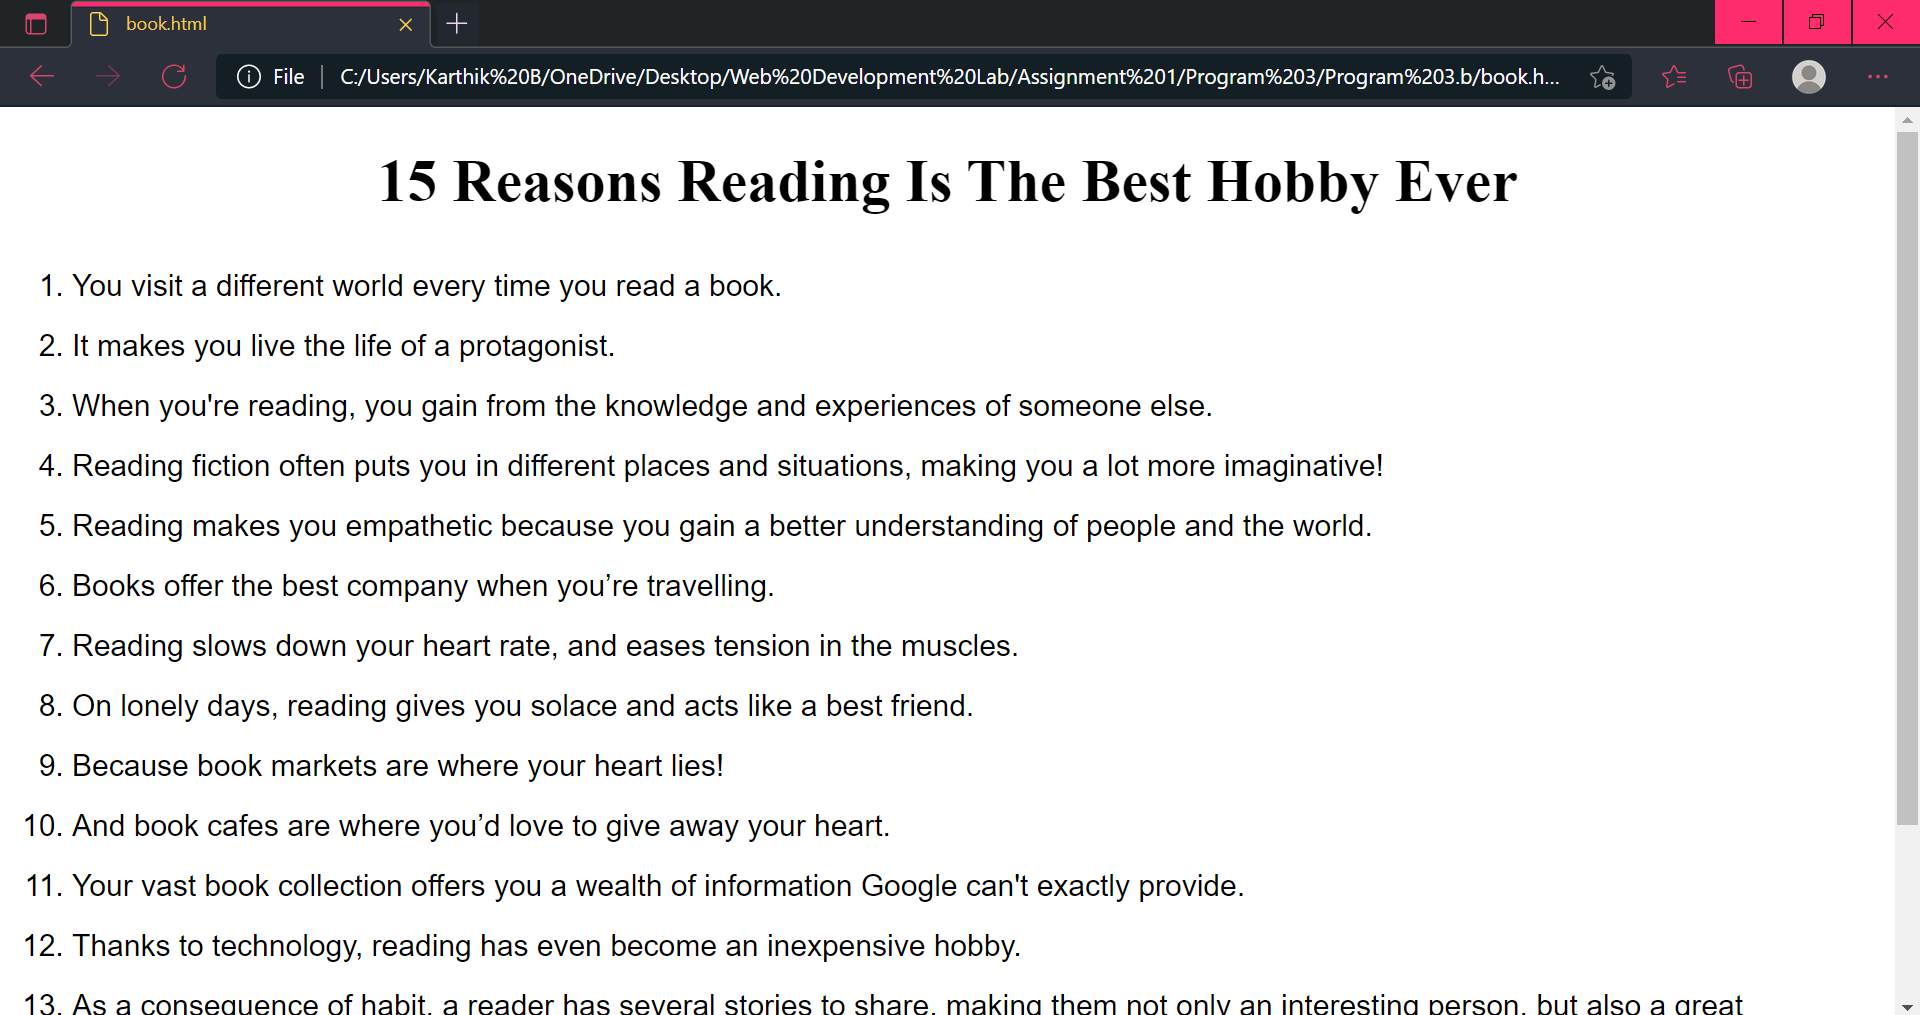 book.html
File
C:/Users/Karthik%20B/OneDrive/Desktop/Web%20Development%20Lab/Assignment%201/Program%203/Program%203.b/book.h...
15 Reasons Reading Is The Best Hobby Ever
1. You visit a different world every time you read a book.
2. It makes you live the life of a protagonist.
3. When you're reading, you gain from the knowledge and experiences of someone else.
4. Reading fiction often puts you in different places and situations, making you a lot more imaginative!
5. Reading makes you empathetic because you gain a better understanding of people and the world.
6. Books offer the best company when you’re travelling.
7. Reading slows down your heart rate, and eases tension in the muscles.
8. On lonely days, reading gives you solace and acts like a best friend.
9. Because book markets are where your heart lies!
10. And book cafes are where you’d love to give away your heart.
11. Your vast book collection offers you a wealth of information Google can't exactly provide.
12. Thanks to technology, reading has even become an inexpensive hobby.
13. As a consequence of habit, a reader has several stories to share, making them not only an interesting person, but also a great